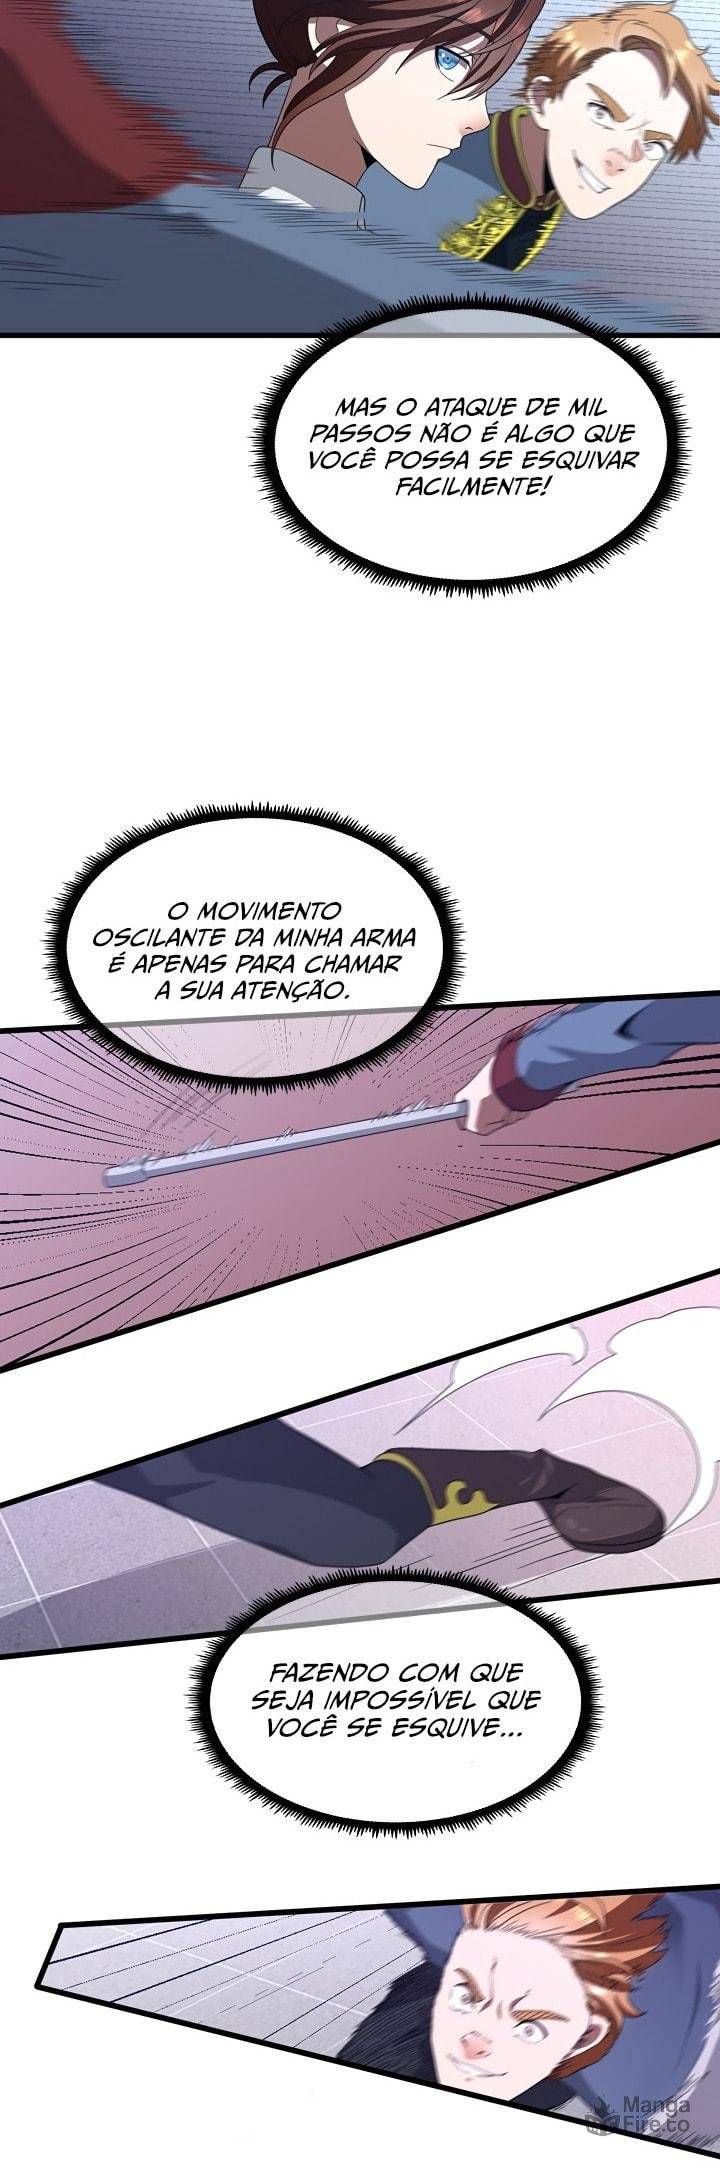 MAS O ATAQUE DE MIL
PASSOS NÃO É ALGO QUE
VOCÊ POSSA SE ESQUIVAR
FACILMENTE!
O MOVIMENTO
OSCILANTE DA MINHA ARMA
É APENAS PARA CHAMAR
A SUA ATENÇÃO.
FAZENDO COM QUE
SEJA IMPOSSÍVEL QUE
VOCÊ SE ESQUIVE...
Manga
Fire.to